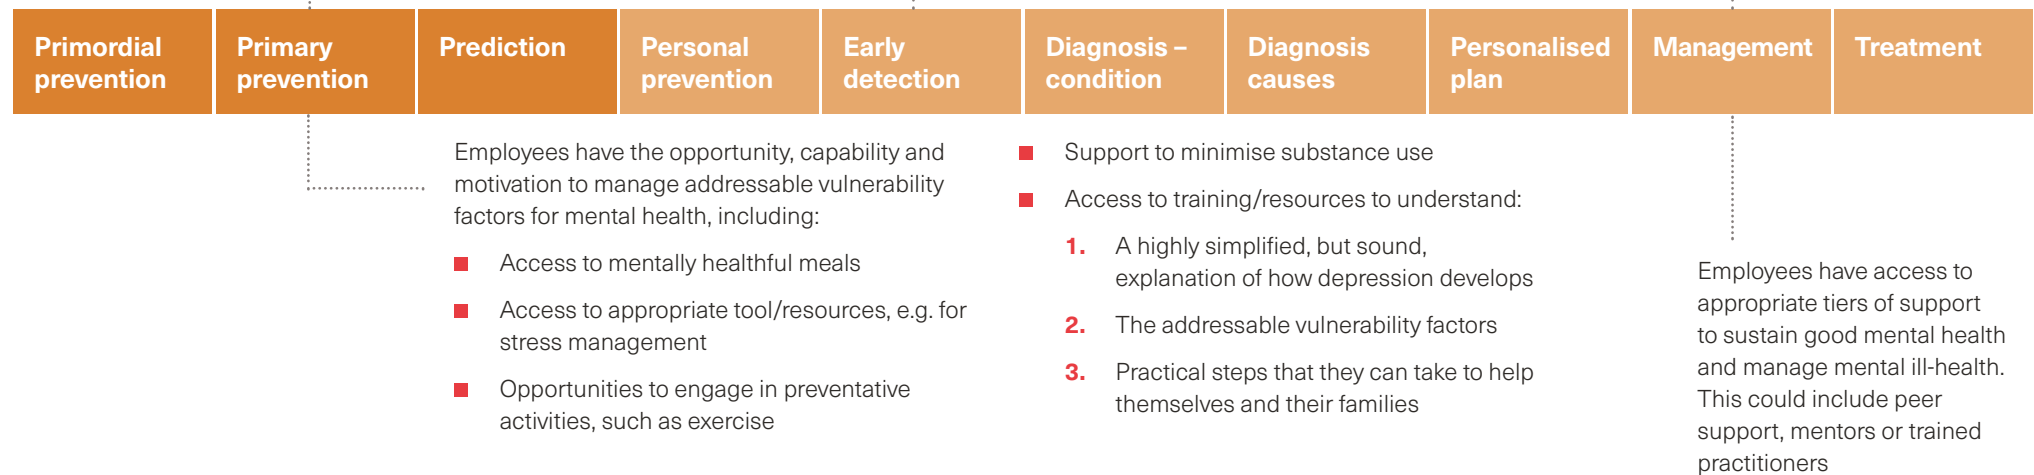 Primordial
prevention
Primary
prevention
Prediction
Personal
prevention
Early
detection
Diagnosis –
condition
Diagnosis
causes
Personalised
plan
Management
Treatment
Employees have the opportunity, capability and
motivation to manage addressable vulnerability
factors for mental health, including:
■ Access to mentally healthful meals
■ Access to appropriate tool/resources, e.g. for
stress management
■ Opportunities to engage in preventative
activities, such as exercise
■ Support to minimise substance use
■ Access to training/resources to understand:
1. A highly simplified, but sound,
explanation of how depression develops
2. The addressable vulnerability factors
3. Practical steps that they can take to help
themselves and their families
Employees have access to
appropriate tiers of support
to sustain good mental health
and manage mental ill-health.
This could include peer
support, mentors or trained
practitioners